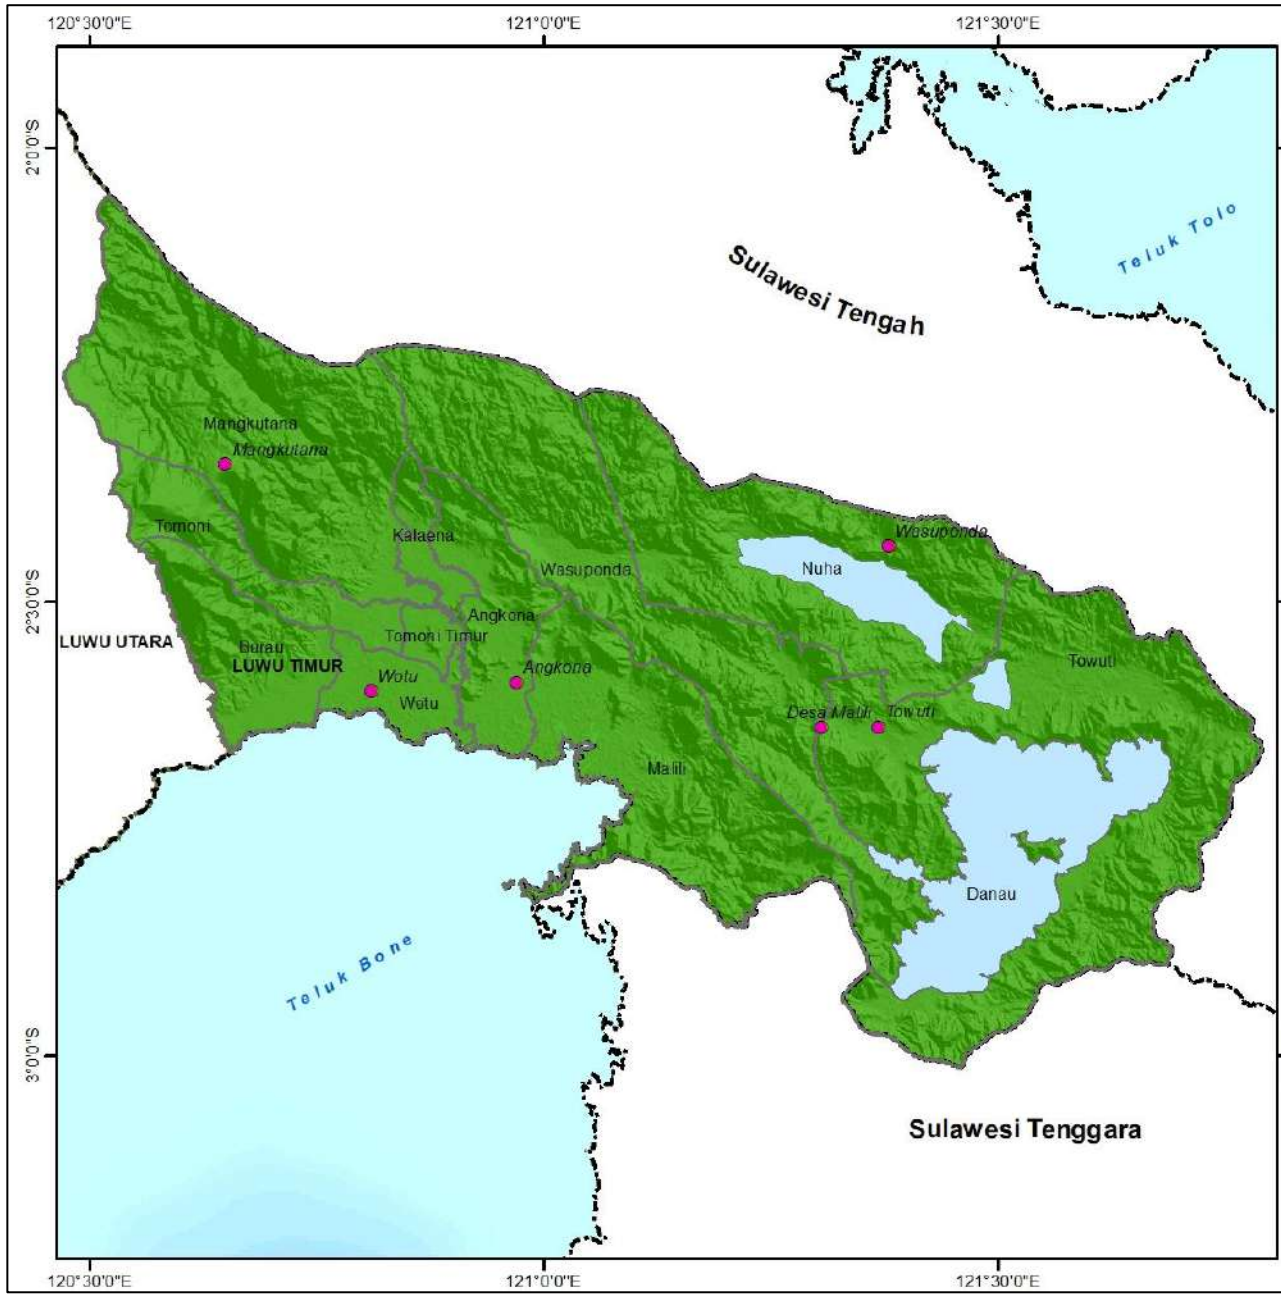 120°30'0"E 121°0'0"E 121°30'0"E
2°0'0"S
Teluk Tolo
Sulawesi Tengah
Mangkutana
Mangkutana
Tomoni
Kalaena
Wasuponda
Wasuponda
Nuha
2°30'0"S
Angkona
Tomoni Timur
LUWU UTARA
Burau
LUWU TIMUR
Towuti
Angkona
Wotu
Wotu
Desa Malili
Towuti
Malili
Danau
Teluk Bone
3°0'0"S
Sulawesi Tenggara
120°30'0"E 121°0'0"E 121°30'0"E